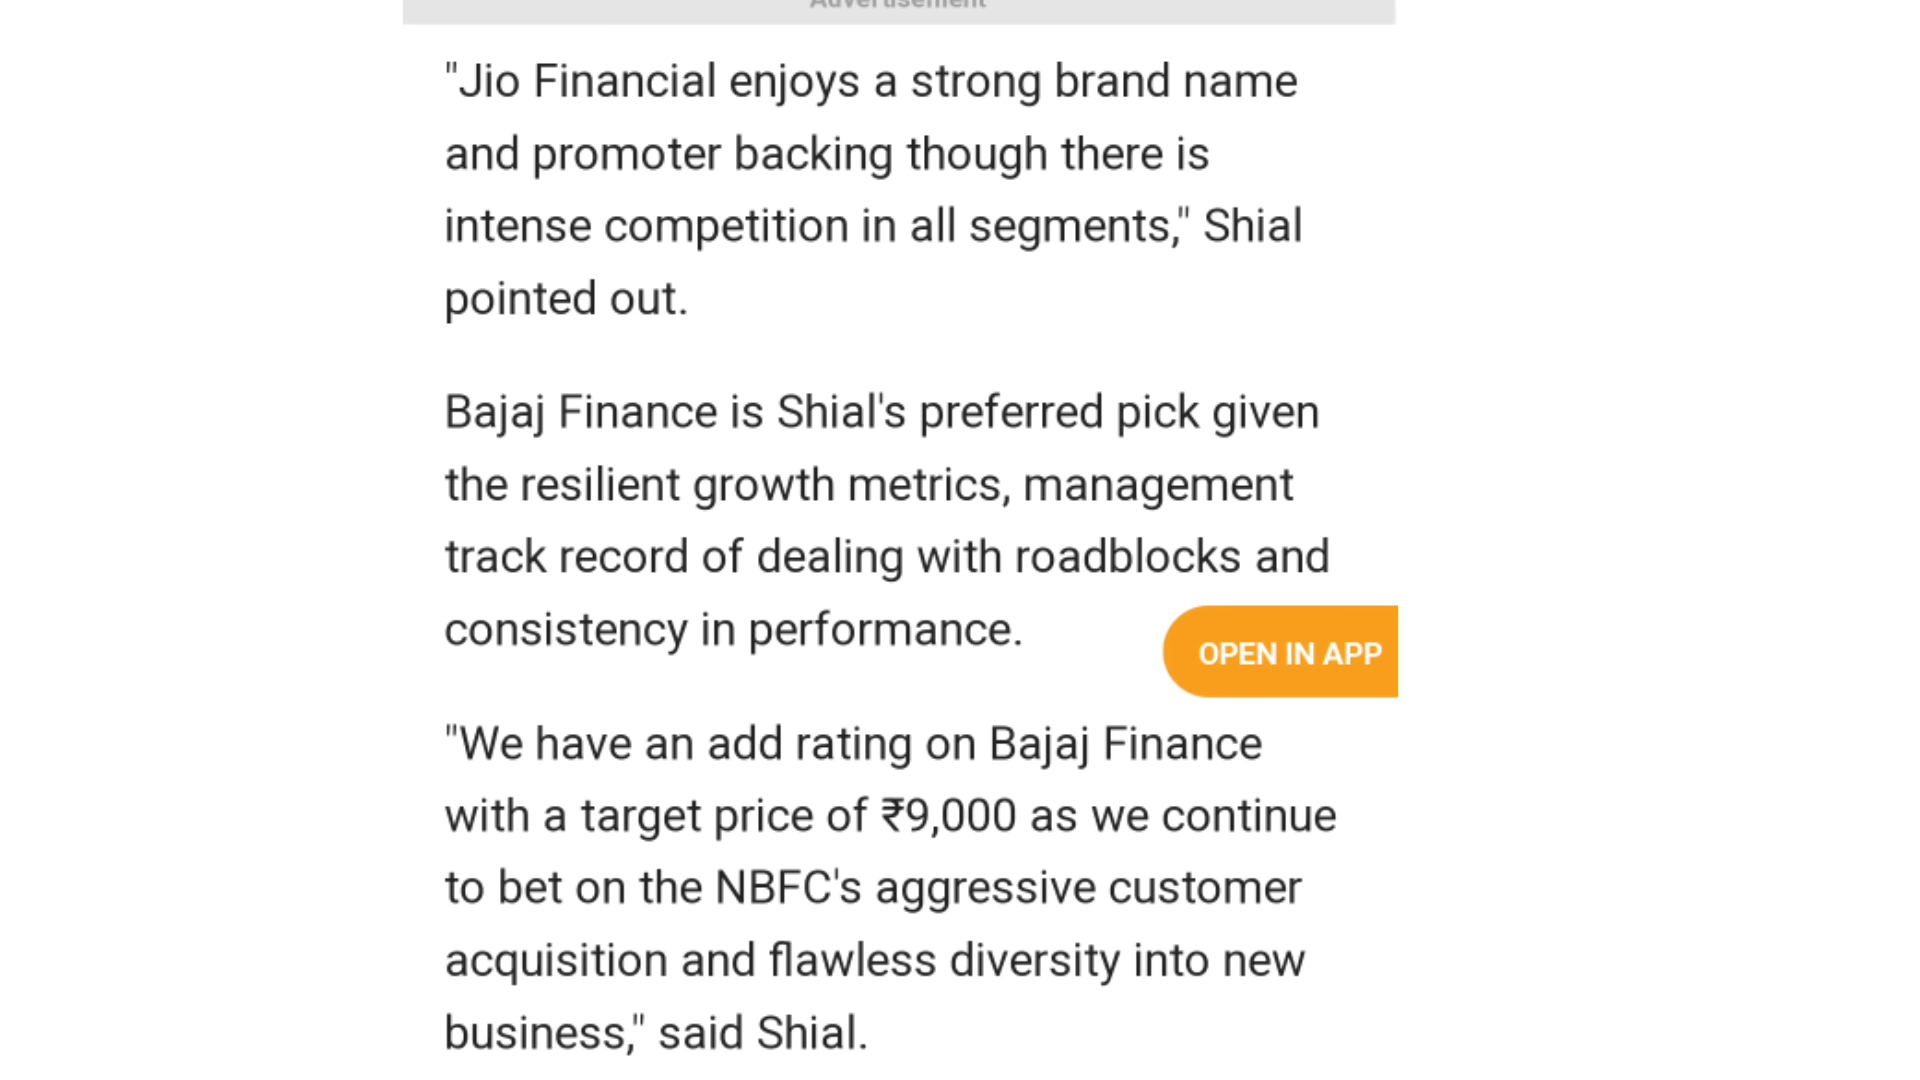 Advertisement
"Jio Financial enjoys a strong brand name
and promoter backing though there is
intense competition in all segments," Shial
pointed out.
Bajaj Finance is Shial's preferred pick given
the resilient growth metrics, management
track record of dealing with roadblocks and
consistency in performance.
OPEN IN APP
"We have an add rating on Bajaj Finance
with a target price of ₹9,000 as we continue
to bet on the NBFC's aggressive customer
acquisition and flawless diversity into new
business," said Shial.